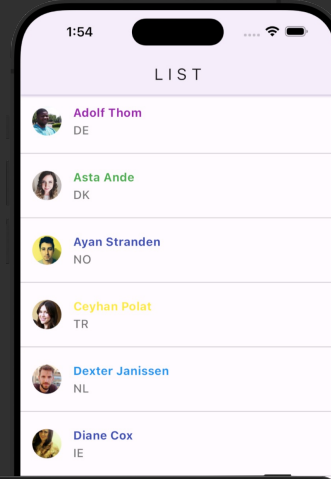 1:54
LIST
Adolf Thom
DE
Asta Ande
DK
Ayan Stranden
NO
Ceyhan Polat
TR
Dexter Janissen
NL
Diane Cox
IE